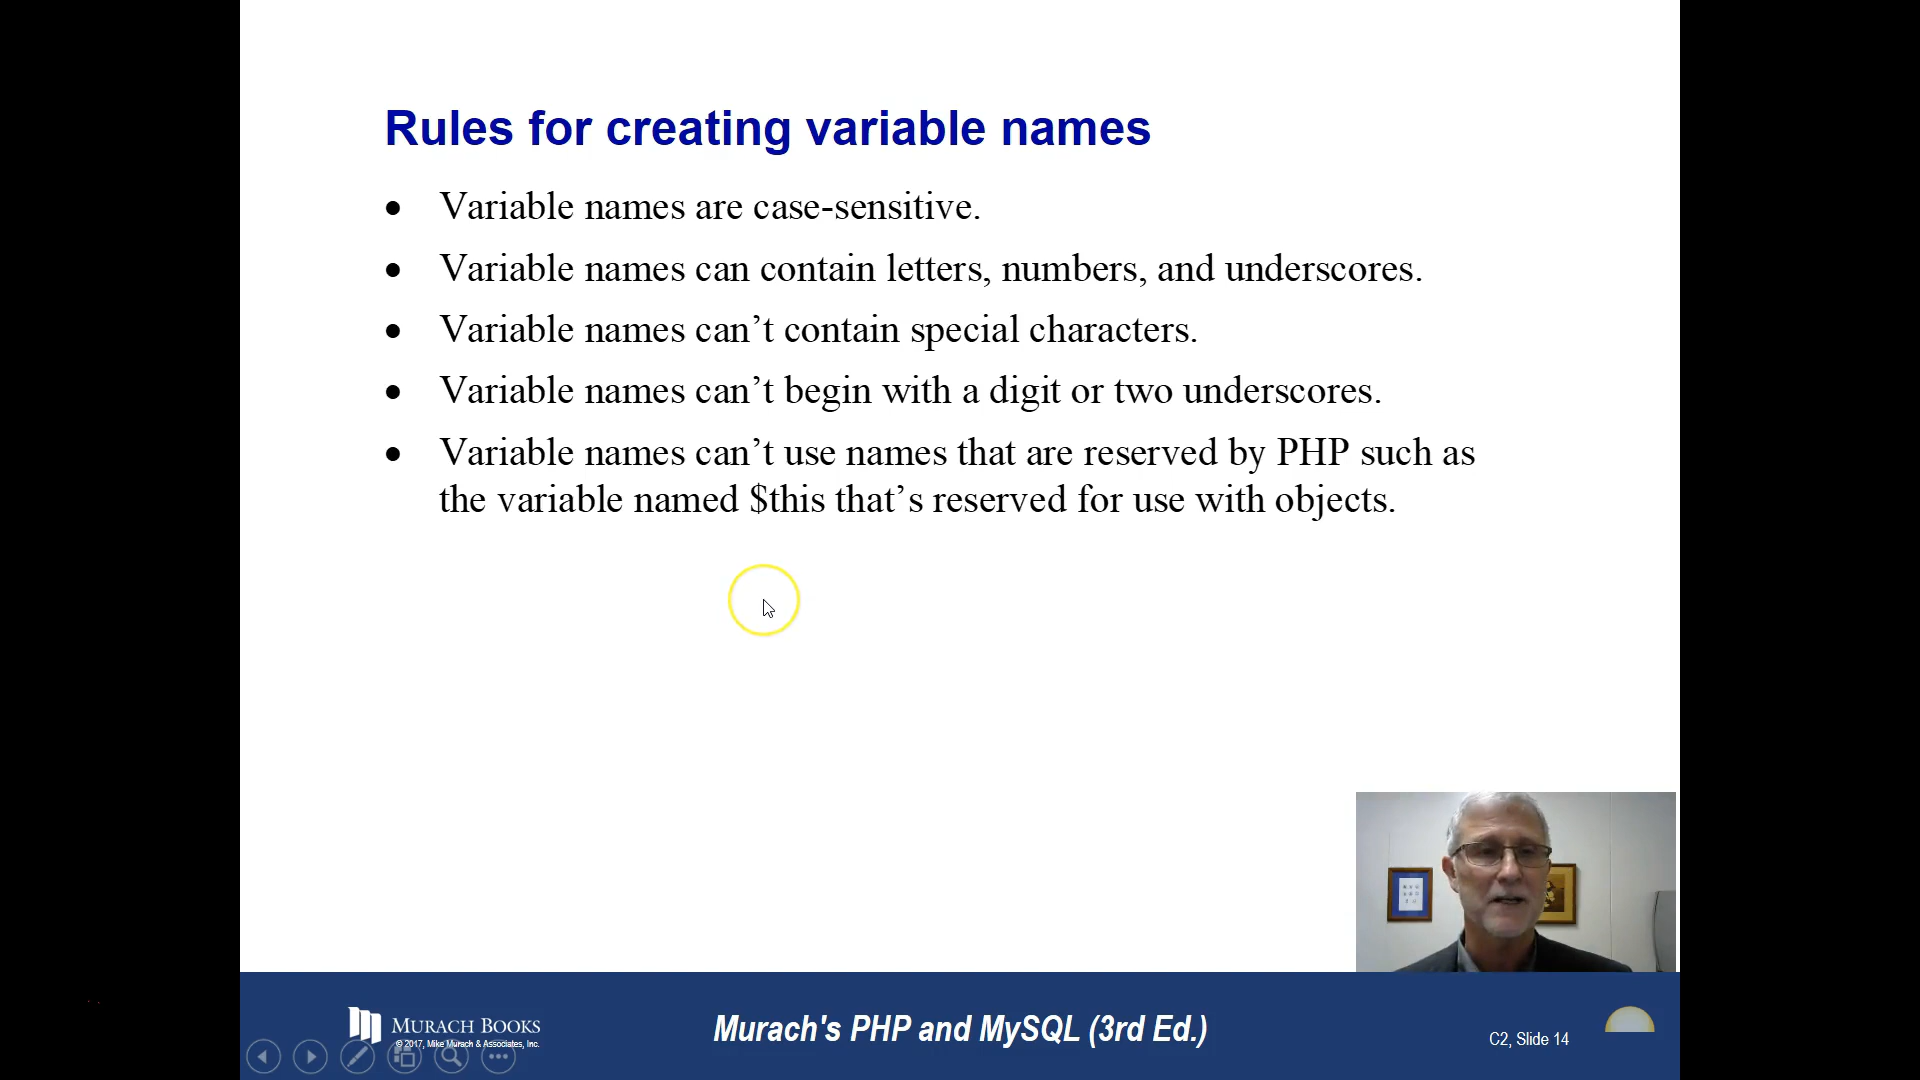 Rules for creating variable names
• Variable names are case-sensitive.
• Variable names can contain letters, numbers, and underscores.
• Variable names can’t contain special characters.
• Variable names can’t begin with a digit or two underscores.
• Variable names can’t use names that are reserved by PHP such as
the variable named $this that’s reserved for use with objects.
MURACH BOOKS
© 2017, Mike Murach & Associates, Inc.
Murach's PHP and MySQL (3rd Ed.)
C2, Slide 14